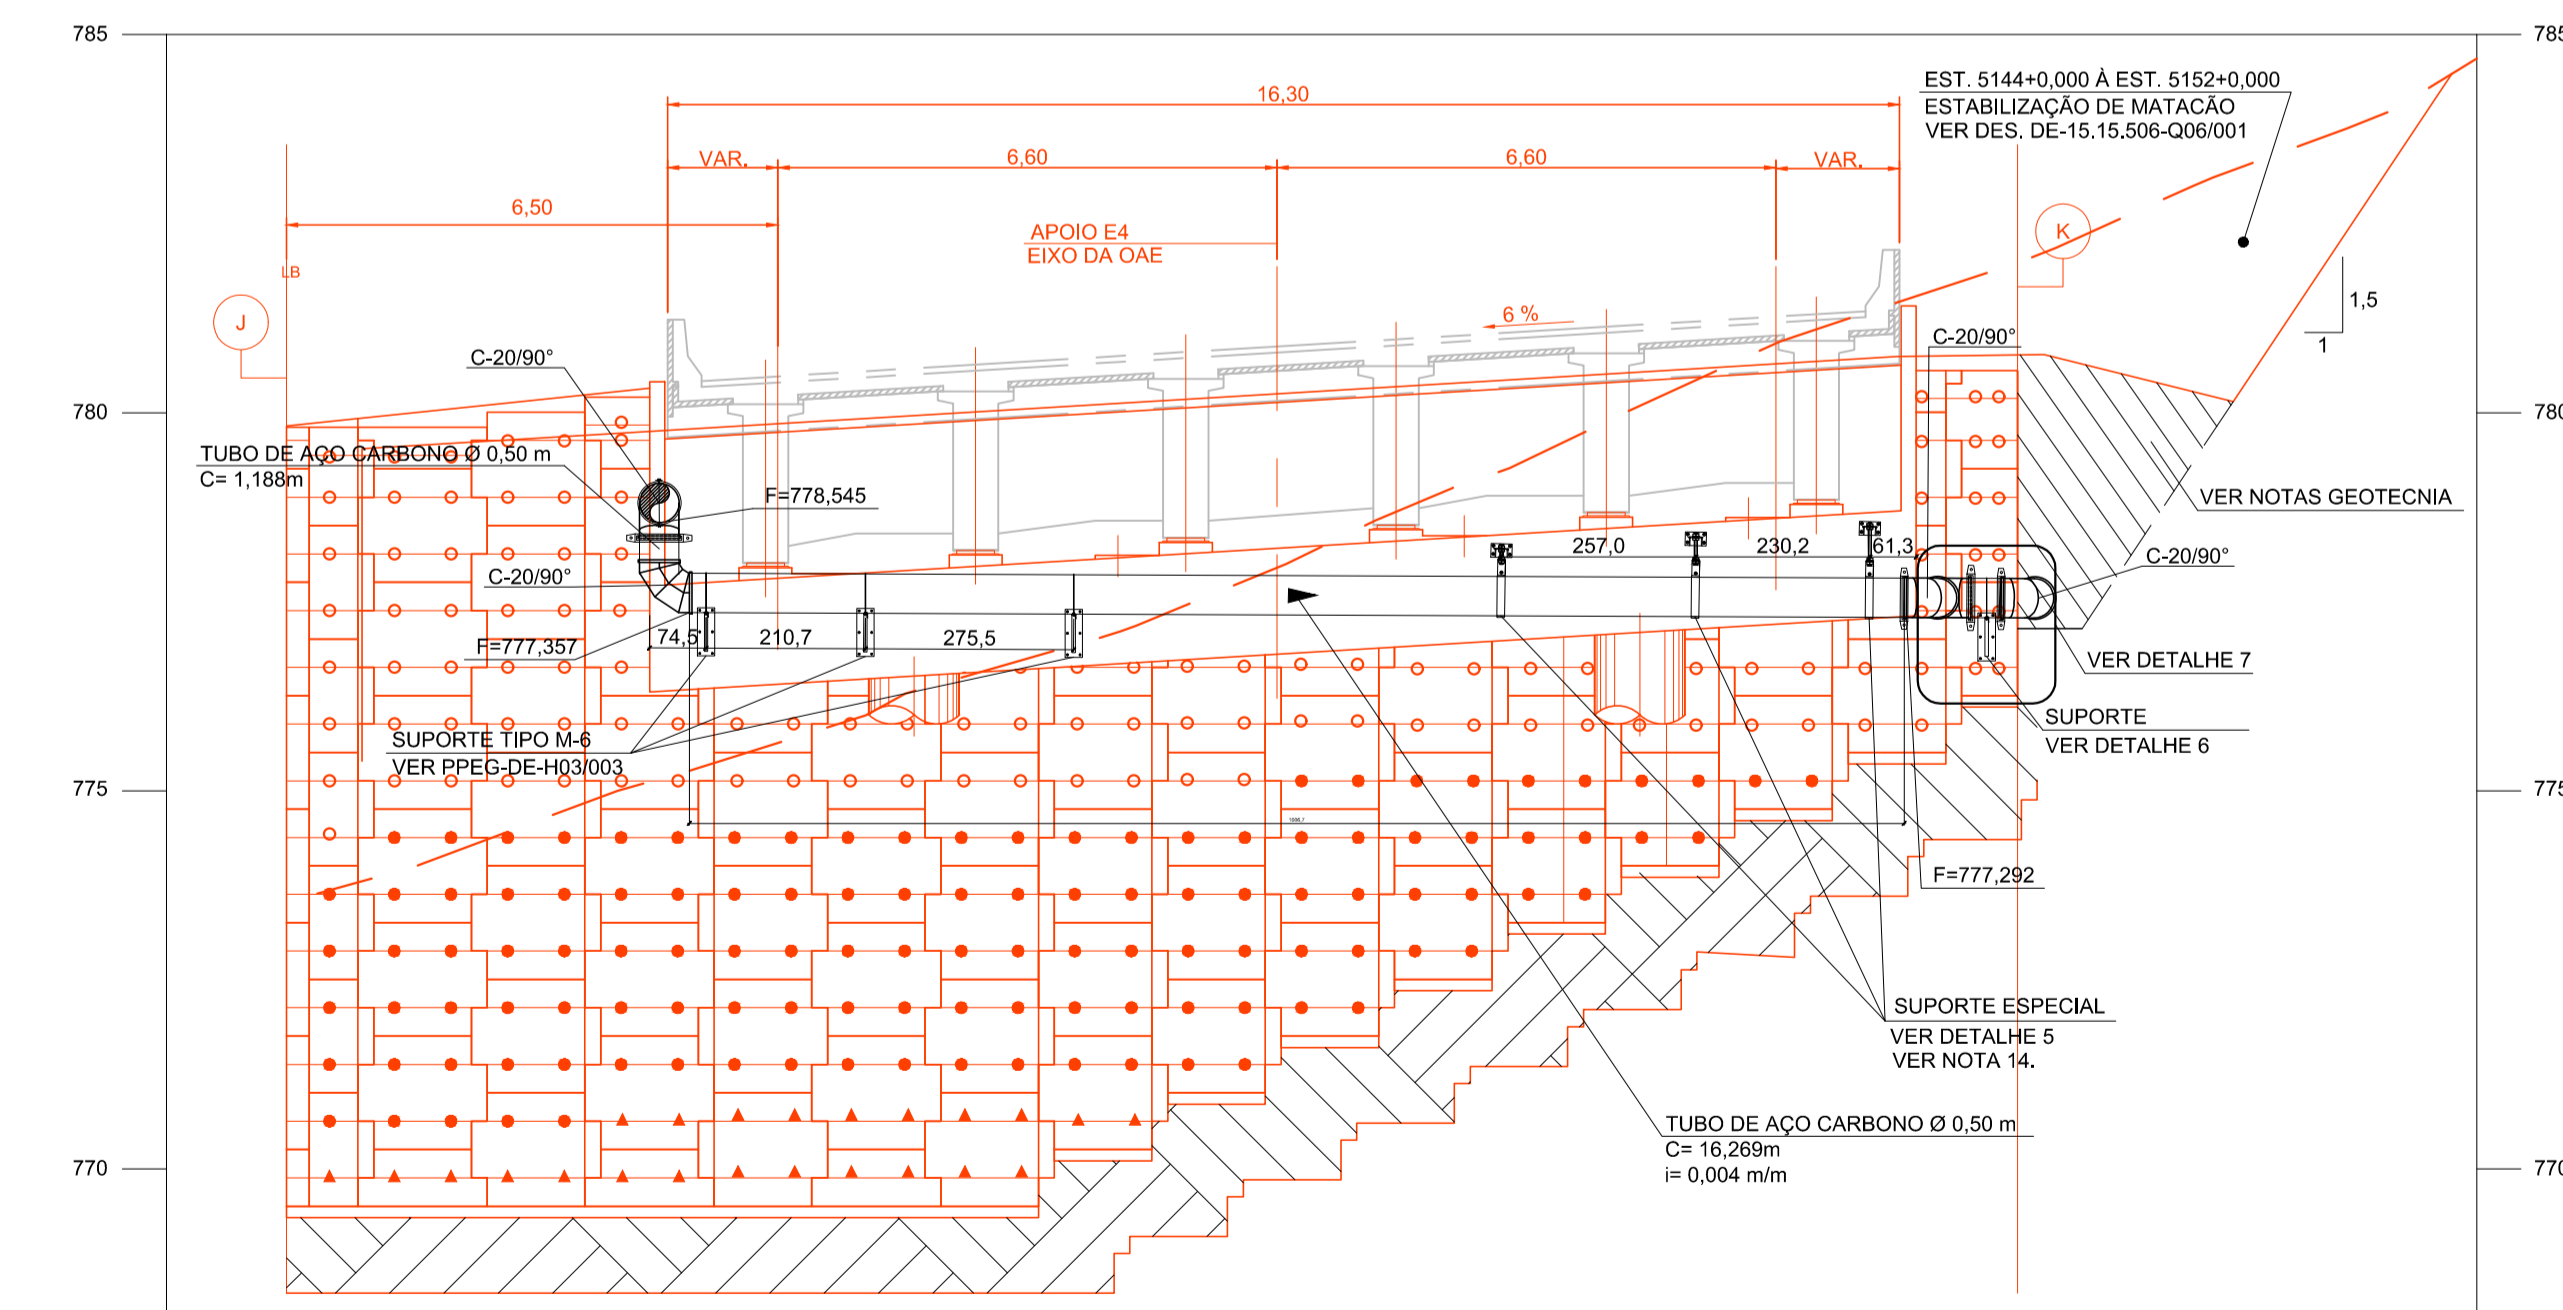 785
785
EST. 5144+0,000 À EST. 5152+0,000
ESTABILIZAÇÃO DE MATACÃO
VER DES. DE-15.15.506-Q06/001
16,30
VAR.
6,60
6,60
VAR.
6,50
APOIO E4
EIXO DA OAE
K
LB
J
6 %
1,5
1
C-20/90°
C-20/90°
780
780
TUBO DE AÇO CARBONO Ø 0,50 m
C= 1,188m
F=778,545
VER NOTAS GEOTECNIA
257,0
230,2
61,3
C-20/90°
C-20/90°
F=777,357
74,5
210,7
275,5
VER DETALHE 7
SUPORTE
VER DETALHE 6
SUPORTE TIPO M-6
VER PPEG-DE-H03/003
775
775
F=777,292
SUPORTE ESPECIAL
VER DETALHE 5
VER NOTA 14.
TUBO DE AÇO CARBONO Ø 0,50 m
C= 16,269m
i= 0,004 m/m
770
770